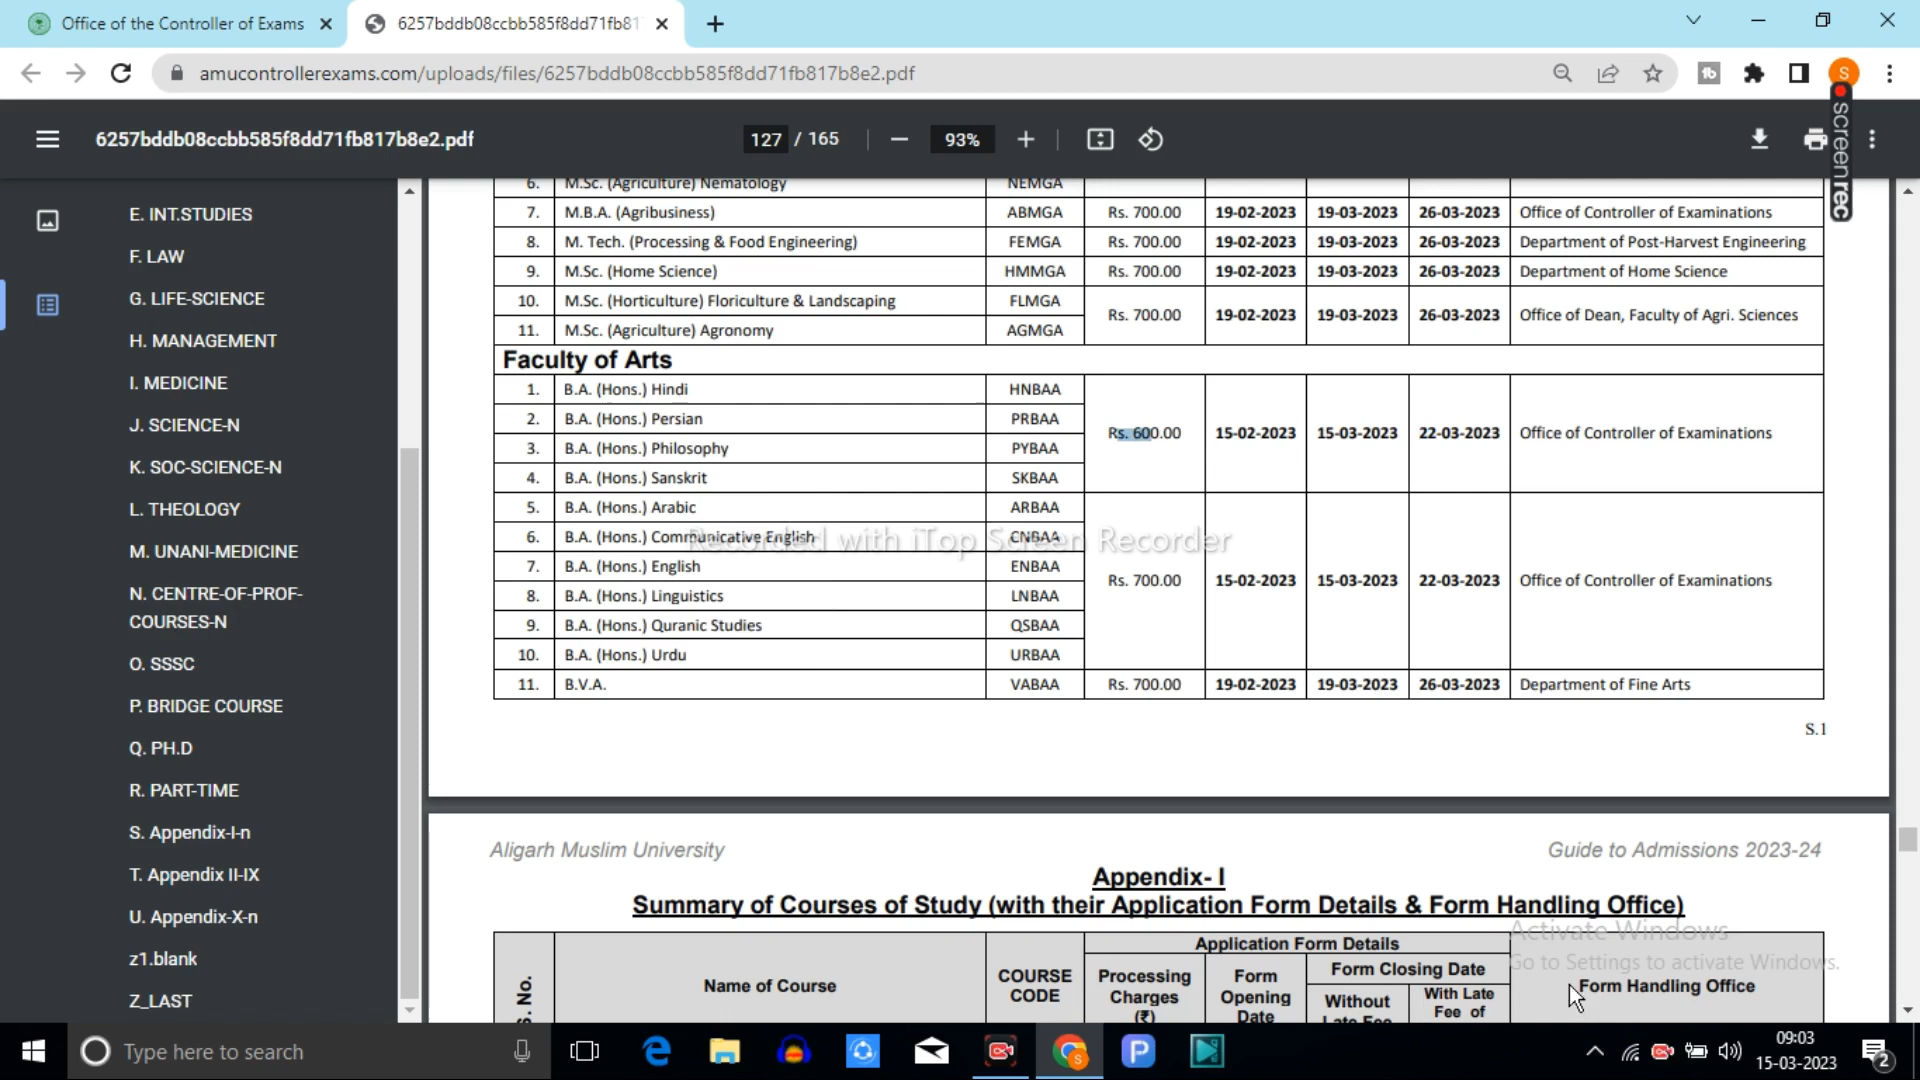 Office of the Controller of Exams
6257bddb08ccbb585f8dd71fb81
amucontrollerexams.com/uploads/files/6257bddb08ccbb585f8dd71fb817b8e2.pdf
S
screenrec
6257bddb08ccbb585f8dd71fb817b8e2.pdf
127 / 165
93%
E. INT.STUDIES
F. LAW
G. LIFE-SCIENCE
H. MANAGEMENT
I. MEDICINE
J. SCIENCE-N
K. SOC-SCIENCE-N
L. THEOLOGY
M. UNANI-MEDICINE
N. CENTRE-OF-PROF-
COURSES-N
O. SSSC
P. BRIDGE COURSE
Q. PH.D
R. PART-TIME
S. Appendix-I-n
T. Appendix II-IX
U. Appendix-X-n
z1.blank
Z_LAST
6. M.Sc. (Agriculture) Nematology NEMGA
7. M.B.A. (Agribusiness) ABMGA Rs. 700.00 19-02-2023 19-03-2023 26-03-2023 Office of Controller of Examinations
8. M. Tech. (Processing & Food Engineering) FEMGA Rs. 700.00 19-02-2023 19-03-2023 26-03-2023 Department of Post-Harvest Engineering
9. M.Sc. (Home Science) HMMGA Rs. 700.00 19-02-2023 19-03-2023 26-03-2023 Department of Home Science
10. M.Sc. (Horticulture) Floriculture & Landscaping FLMGA
Rs. 700.00 19-02-2023 19-03-2023 26-03-2023 Office of Dean, Faculty of Agri. Sciences
11. M.Sc. (Agriculture) Agronomy AGMGA
Faculty of Arts
1. B.A. (Hons.) Hindi HNBAA
2. B.A. (Hons.) Persian PRBAA
Rs. 600.00 15-02-2023 15-03-2023 22-03-2023 Office of Controller of Examinations
3. B.A. (Hons.) Philosophy PYBAA
4. B.A. (Hons.) Sanskrit SKBAA
5. B.A. (Hons.) Arabic ARBAA
6. B.A. (Hons.) Communicative English CNBAA
Recorded with iTop Screen Recorder
7. B.A. (Hons.) English ENBAA
Rs. 700.00 15-02-2023 15-03-2023 22-03-2023 Office of Controller of Examinations
8. B.A. (Hons.) Linguistics LNBAA
9. B.A. (Hons.) Quranic Studies QSBAA
10. B.A. (Hons.) Urdu URBAA
11. B.V.A. VABAA Rs. 700.00 19-02-2023 19-03-2023 26-03-2023 Department of Fine Arts
S.1
Aligarh Muslim University Guide to Admissions 2023-24
Appendix- I
Summary of Courses of Study (with their Application Form Details & Form Handling Office)
S. No.
Name of Course
COURSE
CODE
Application Form Details
Processing
Charges
(₹)
Form
Opening
Date
Form Closing Date
Without
Late Fee
With Late
Fee of
Form Handling Office
Activate Windows
Go to Settings to activate Windows.
Type here to search
09:03
15-03-2023
2